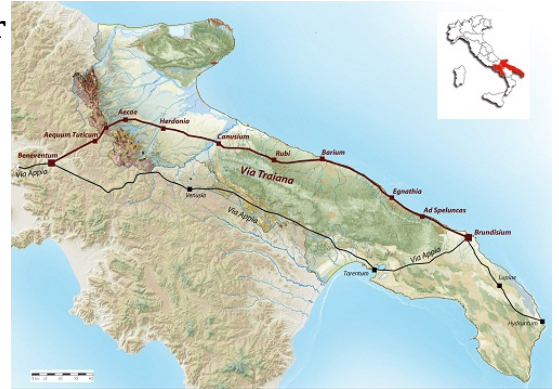 r
Aecae
Herdonia
Aequum Tuticum
Canusium
Beneventum
Rubi
Barium
Via Appia
Via Traiana
Venusia
Egnathia
Via Appia
Ad Speluncas
Brundisium
Via Appia
Tarentum
Lupiae
Hydruntum